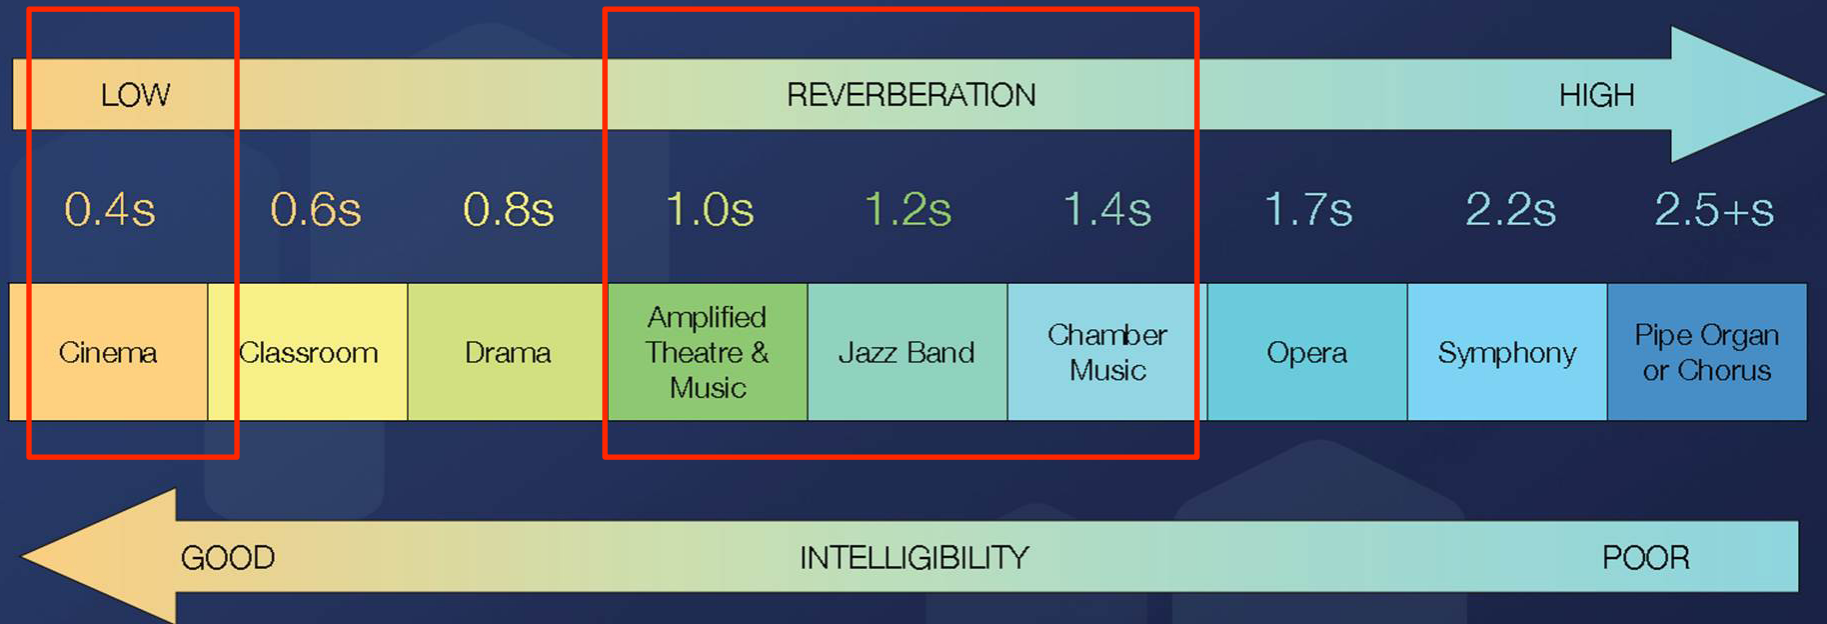 LOW REVERBERATION HIGH
0.4s 0.6s 0.8s 1.0s 1.2s 1.4s 1.7s 2.2s 2.5+s
Cinema
Classroom
Drama
Amplified
Theatre &
Music
Jazz Band
Chamber
Music
Opera
Symphony
Pipe Organ
or Chorus
GOOD INTELLIGIBILITY POOR